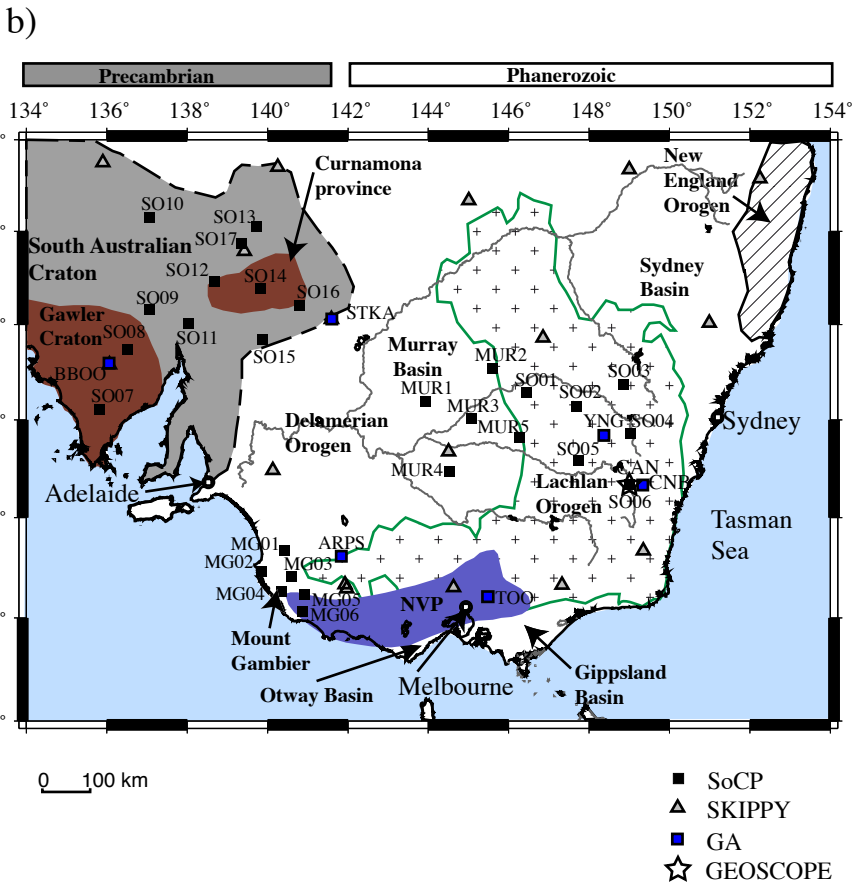 b)
Precambrian
Phanerozoic
134° 136° 138° 140° 142° 144° 146° 148° 150° 152° 154°
Curnamona
province
New
England
Orogen
South Australian
Craton
Sydney
Basin
Gawler
Craton
Murray
Basin
Delamerian
Orogen
Lachlan
Orogen
Adelaide
Sydney
Tasman
Sea
NVP
Mount
Gambier
Otway Basin
Melbourne
Gippsland
Basin
SO10
SO13
SO17
SO12
SO14
SO16
SO09
SO11
SO15
STKA
SO08
BBOO
SO07
MUR2
MUR1
MUR3
MUR5
MUR4
SO01
SO02
SO03
YNG
SO04
SO05
CAN
CNB
SO06
MG01
MG02
MG03
MG04
MG05
MG06
ARPS
TOO
°
°
°
°
°
°
°
0 100 km
SoCP
SKIPPY
GA
GEOSCOPE